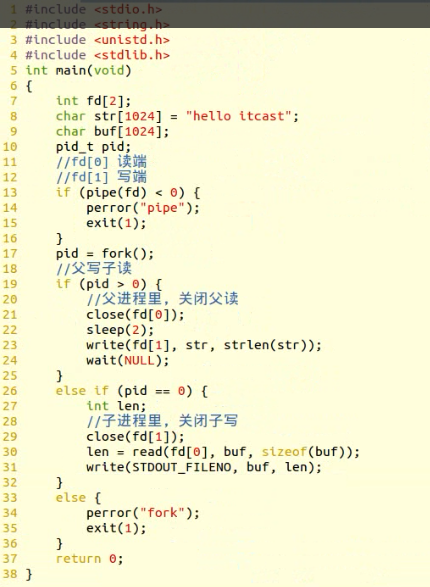 1 #include <stdio.h>
2 #include <string.h>
3 #include <unistd.h>
4 #include <stdlib.h>
5 int main(void)
6 {
7     int fd[2];
8     char str[1024] = "hello itcast";
9     char buf[1024];
10     pid_t pid;
11     //fd[0] 读端
12     //fd[1] 写端
13     if (pipe(fd) < 0) {
14         perror("pipe");
15         exit(1);
16     }
17     pid = fork();
18     //父写子读
19     if (pid > 0) {
20         //父进程里，关闭父读
21         close(fd[0]);
22         sleep(2);
23         write(fd[1], str, strlen(str));
24         wait(NULL);
25     }
26     else if (pid == 0) {
27         int len;
28         //子进程里，关闭子写
29         close(fd[1]);
30         len = read(fd[0], buf, sizeof(buf));
31         write(STDOUT_FILENO, buf, len);
32     }
33     else {
34         perror("fork");
35         exit(1);
36     }
37     return 0;
38 }